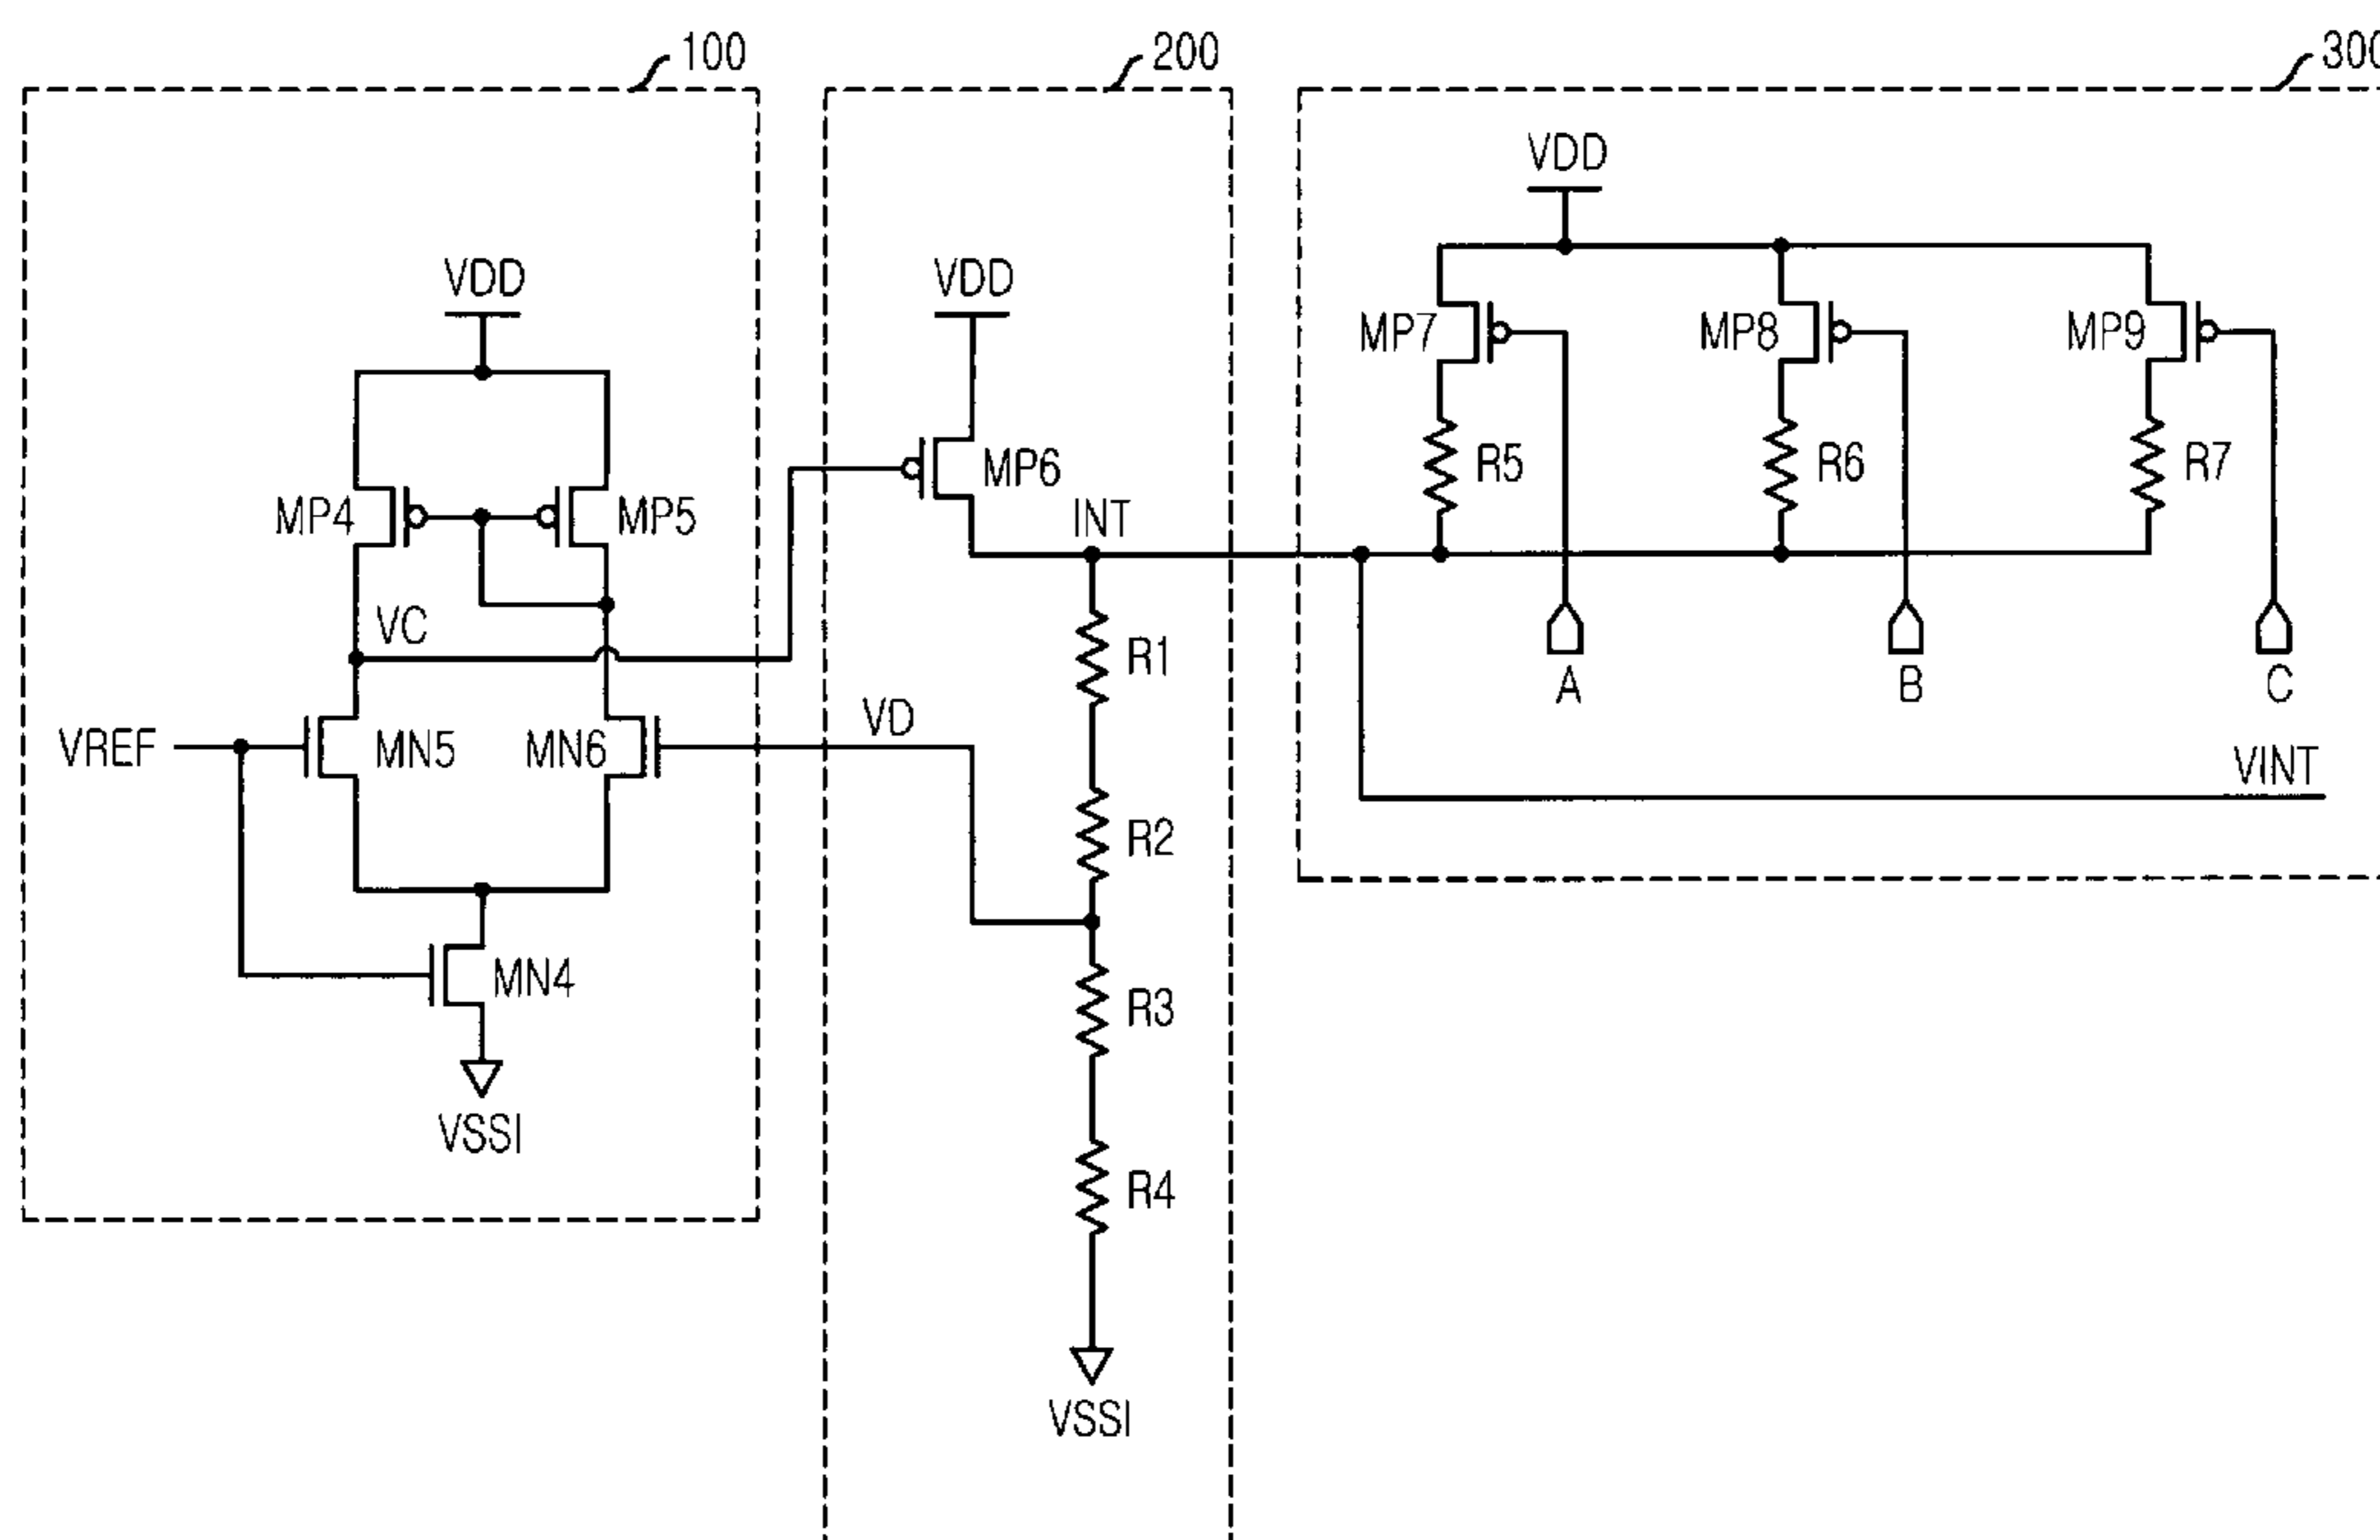 100
200
300
VDD
VDD
VDD
MP4
MP5
MP6
MP7
MP8
MP9
INT
R5
R6
R7
VC
R1
A
B
C
VREF
MN5
MN6
VD
VINT
R2
MN4
R3
VSSI
R4
VSSI